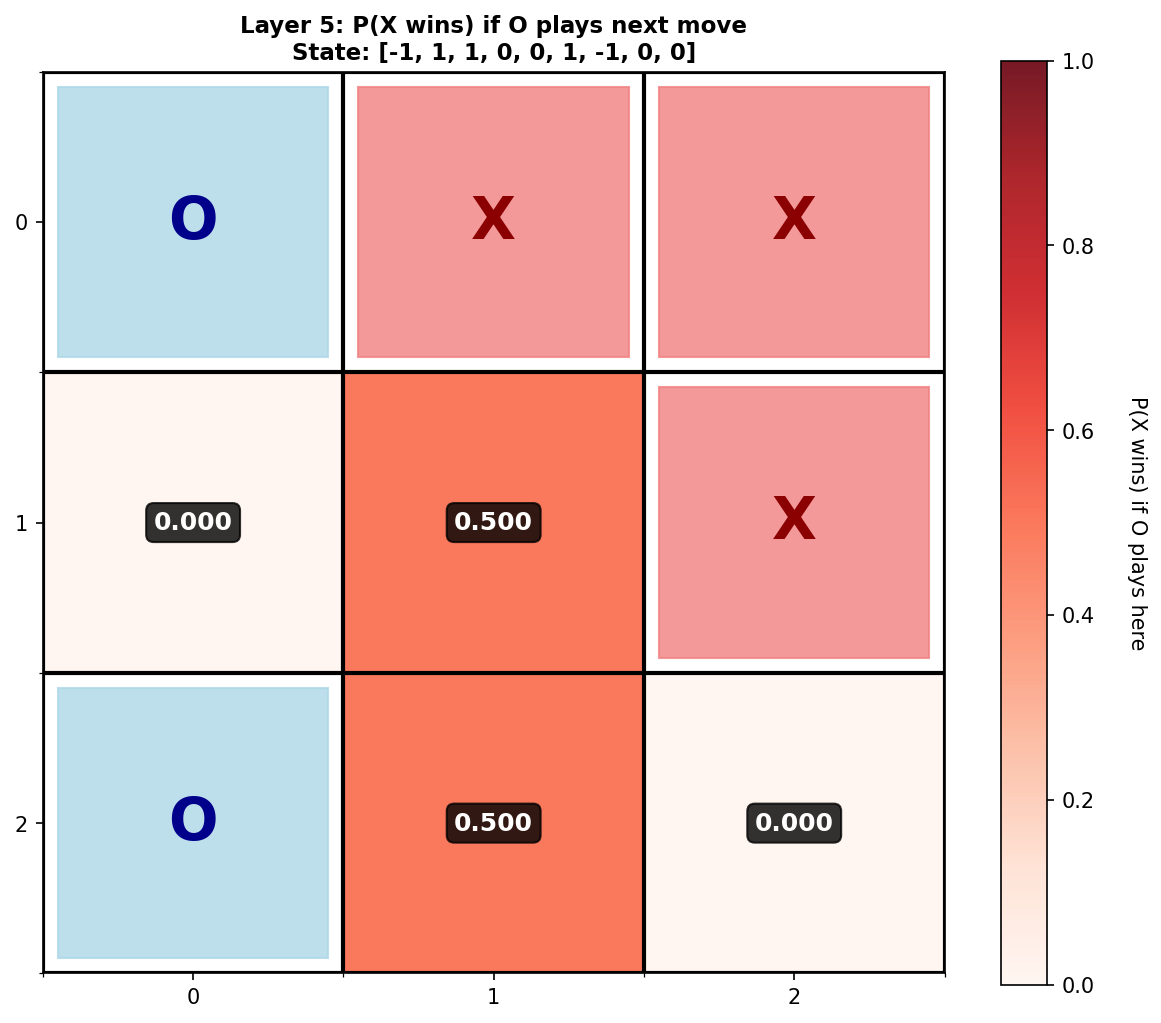 Layer 5: P(X wins) if O plays next move
State: [-1, 1, 1, 0, 0, 1, -1, 0, 0]
O
X
X
0.000
0.500
X
O
0.500
0.000
0
1
2
0
1
2
1.0
0.8
0.6
0.4
0.2
0.0
P(X wins) if O plays here